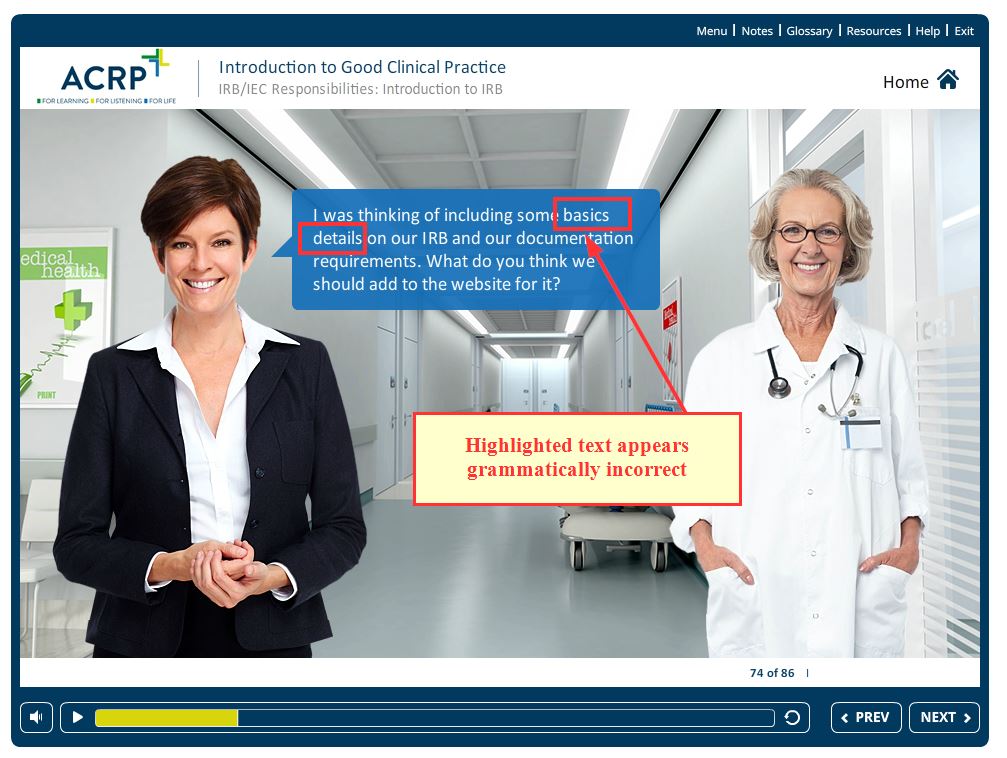 Menu | Notes | Glossary | Resources | Help | Exit
ACRP
FOR LEARNING FOR LISTENING FOR LIFE
Introduction to Good Clinical Practice
IRB/IEC Responsibilities: Introduction to IRB
Home
I was thinking of including some basics
details on our IRB and our documentation
requirements. What do you think we
should add to the website for it?
edical
health
PRINT
Highlighted text appears
grammatically incorrect
74 of 86 |
PREV
NEXT